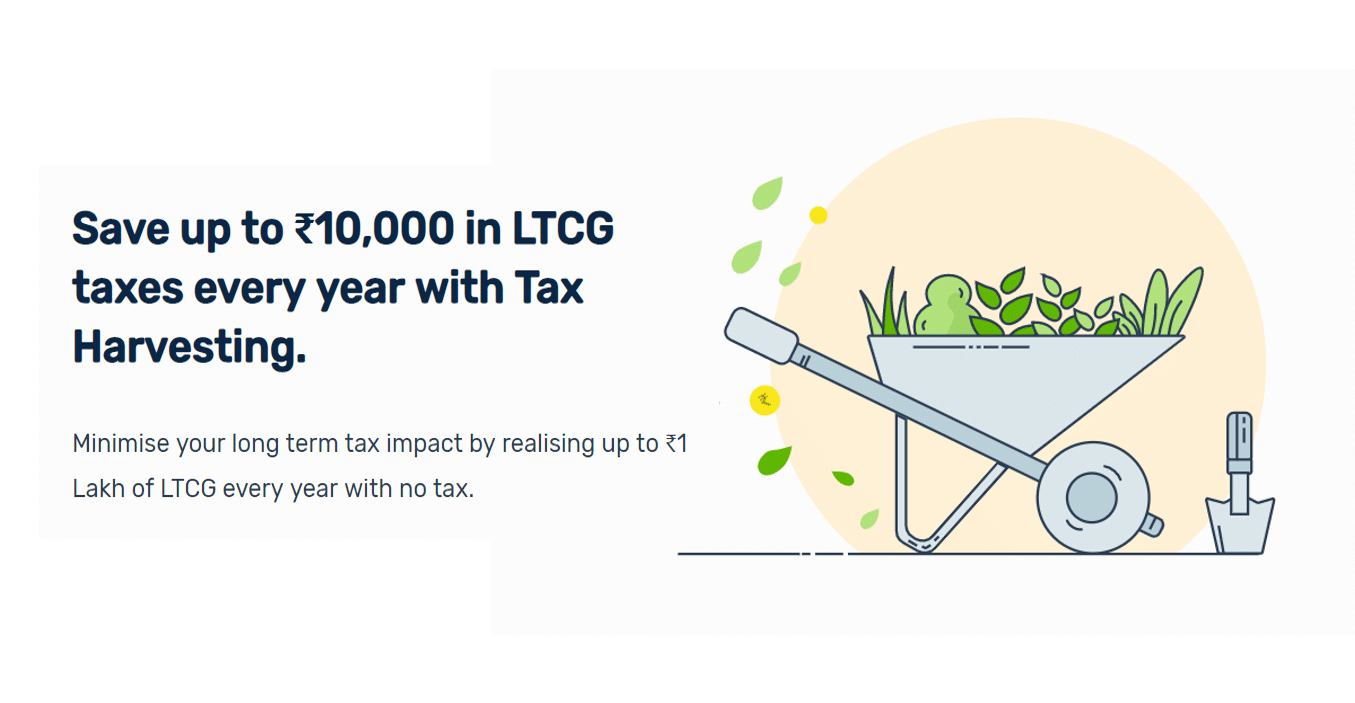 Save up to ₹10,000 in LTCG
taxes every year with Tax
Harvesting.
Minimise your long term tax impact by realising up to ₹1
Lakh of LTCG every year with no tax.